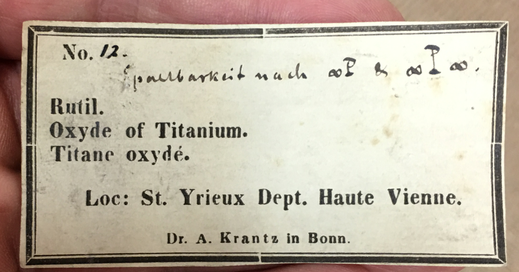 No. 12.
Spaltbarkeit nach ∞P & ∞P∞.
Rutil.
Oxyde of Titanium.
Titane oxydé.
Loc: St. Yrieux Dept. Haute Vienne.
Dr. A. Krantz in Bonn.